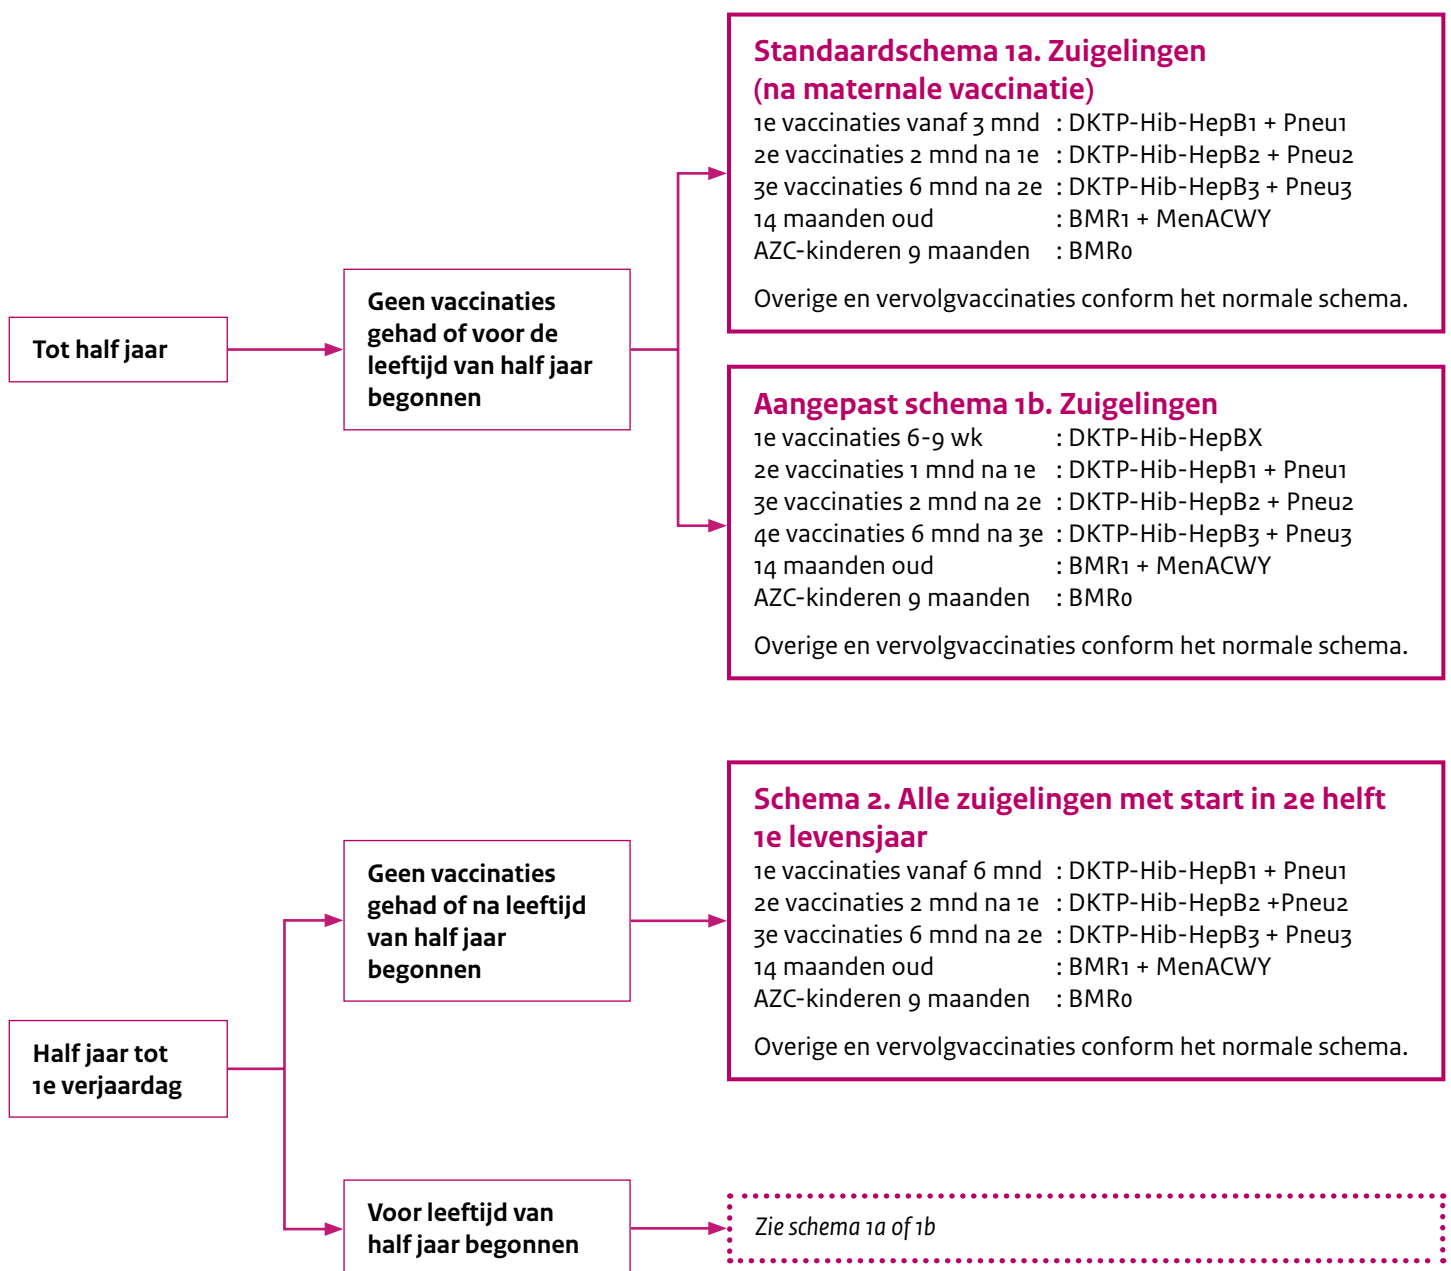 Standaardschema 1a. Zuigelingen
(na maternale vaccinatie)
1e vaccinaties vanaf 3 mnd : DKTP-Hib-HepB1 + Pneu1
2e vaccinaties 2 mnd na 1e : DKTP-Hib-HepB2 + Pneu2
3e vaccinaties 6 mnd na 2e : DKTP-Hib-HepB3 + Pneu3
14 maanden oud : BMR1 + MenACWY
AZC-kinderen 9 maanden : BMR0
Overige en vervolgvaccinaties conform het normale schema.
Tot half jaar
Geen vaccinaties
gehad of voor de
leeftijd van half jaar
begonnen
Aangepast schema 1b. Zuigelingen
1e vaccinaties 6-9 wk : DKTP-Hib-HepBX
2e vaccinaties 1 mnd na 1e : DKTP-Hib-HepB1 + Pneu1
3e vaccinaties 2 mnd na 2e : DKTP-Hib-HepB2 + Pneu2
4e vaccinaties 6 mnd na 3e : DKTP-Hib-HepB3 + Pneu3
14 maanden oud : BMR1 + MenACWY
AZC-kinderen 9 maanden : BMR0
Overige en vervolgvaccinaties conform het normale schema.
Half jaar tot
1e verjaardag
Geen vaccinaties
gehad of na leeftijd
van half jaar
begonnen
Schema 2. Alle zuigelingen met start in 2e helft
1e levensjaar
1e vaccinaties vanaf 6 mnd : DKTP-Hib-HepB1 + Pneu1
2e vaccinaties 2 mnd na 1e : DKTP-Hib-HepB2 +Pneu2
3e vaccinaties 6 mnd na 2e : DKTP-Hib-HepB3 + Pneu3
14 maanden oud : BMR1 + MenACWY
AZC-kinderen 9 maanden : BMR0
Overige en vervolgvaccinaties conform het normale schema.
Voor leeftijd van
half jaar begonnen
Zie schema 1a of 1b